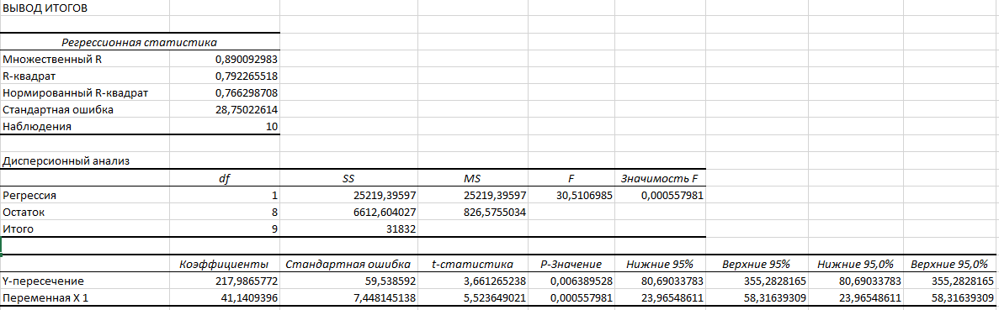 ВЫВОД ИТОГОВ
Регрессионная статистика
Множественный R 0,890092983
R-квадрат 0,792265518
Нормированный R-квадрат 0,766298708
Стандартная ошибка 28,75022614
Наблюдения 10
Дисперсионный анализ
df SS MS F Значимость F
Регрессия 1 25219,39597 25219,39597 30,5106985 0,000557981
Остаток 8 6612,604027 826,5755034
Итого 9 31832
Коэффициенты Стандартная ошибка t-статистика P-Значение Нижние 95% Верхние 95% Нижние 95,0% Верхние 95,0%
Y-пересечение 217,9865772 59,538592 3,661265238 0,006389528 80,69033783 355,2828165 80,69033783 355,2828165
Переменная X 1 41,1409396 7,448145138 5,523649021 0,000557981 23,96548611 58,31639309 23,96548611 58,31639309